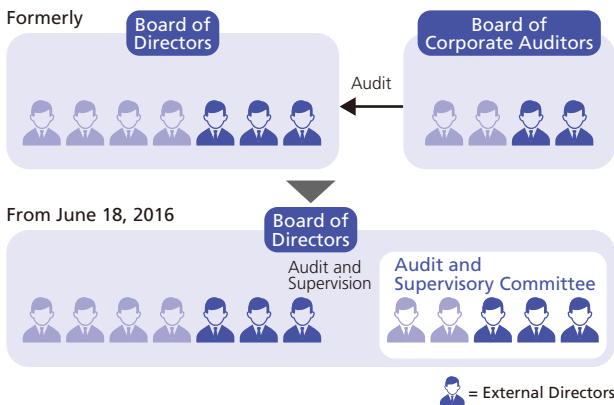 Formerly
Board of
Directors
Board of
Corporate Auditors
Audit
From June 18, 2016
Board of
Directors
Audit and
Supervision
Audit and
Supervisory Committee
= External Directors